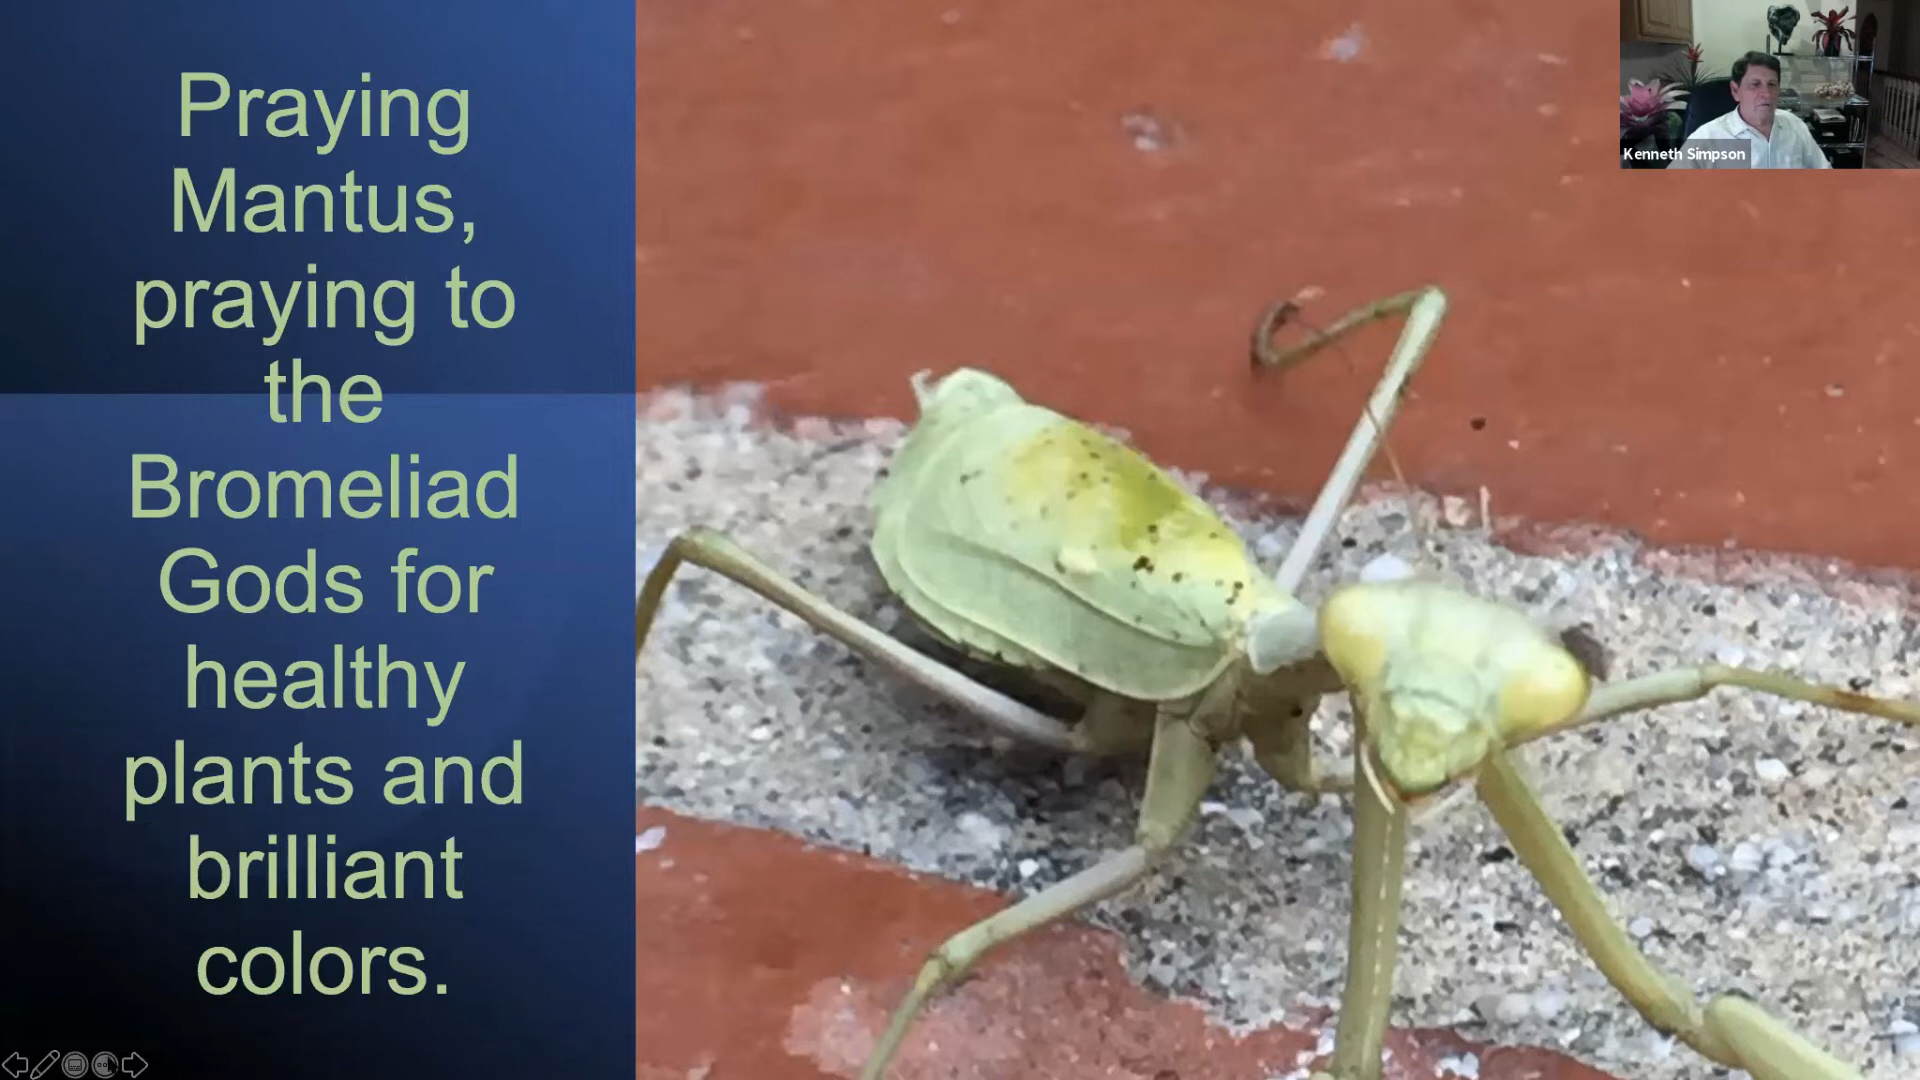 Praying
Mantus,
praying to
the
Bromeliad
Gods for
healthy
plants and
brilliant
colors.
Kenneth Simpson